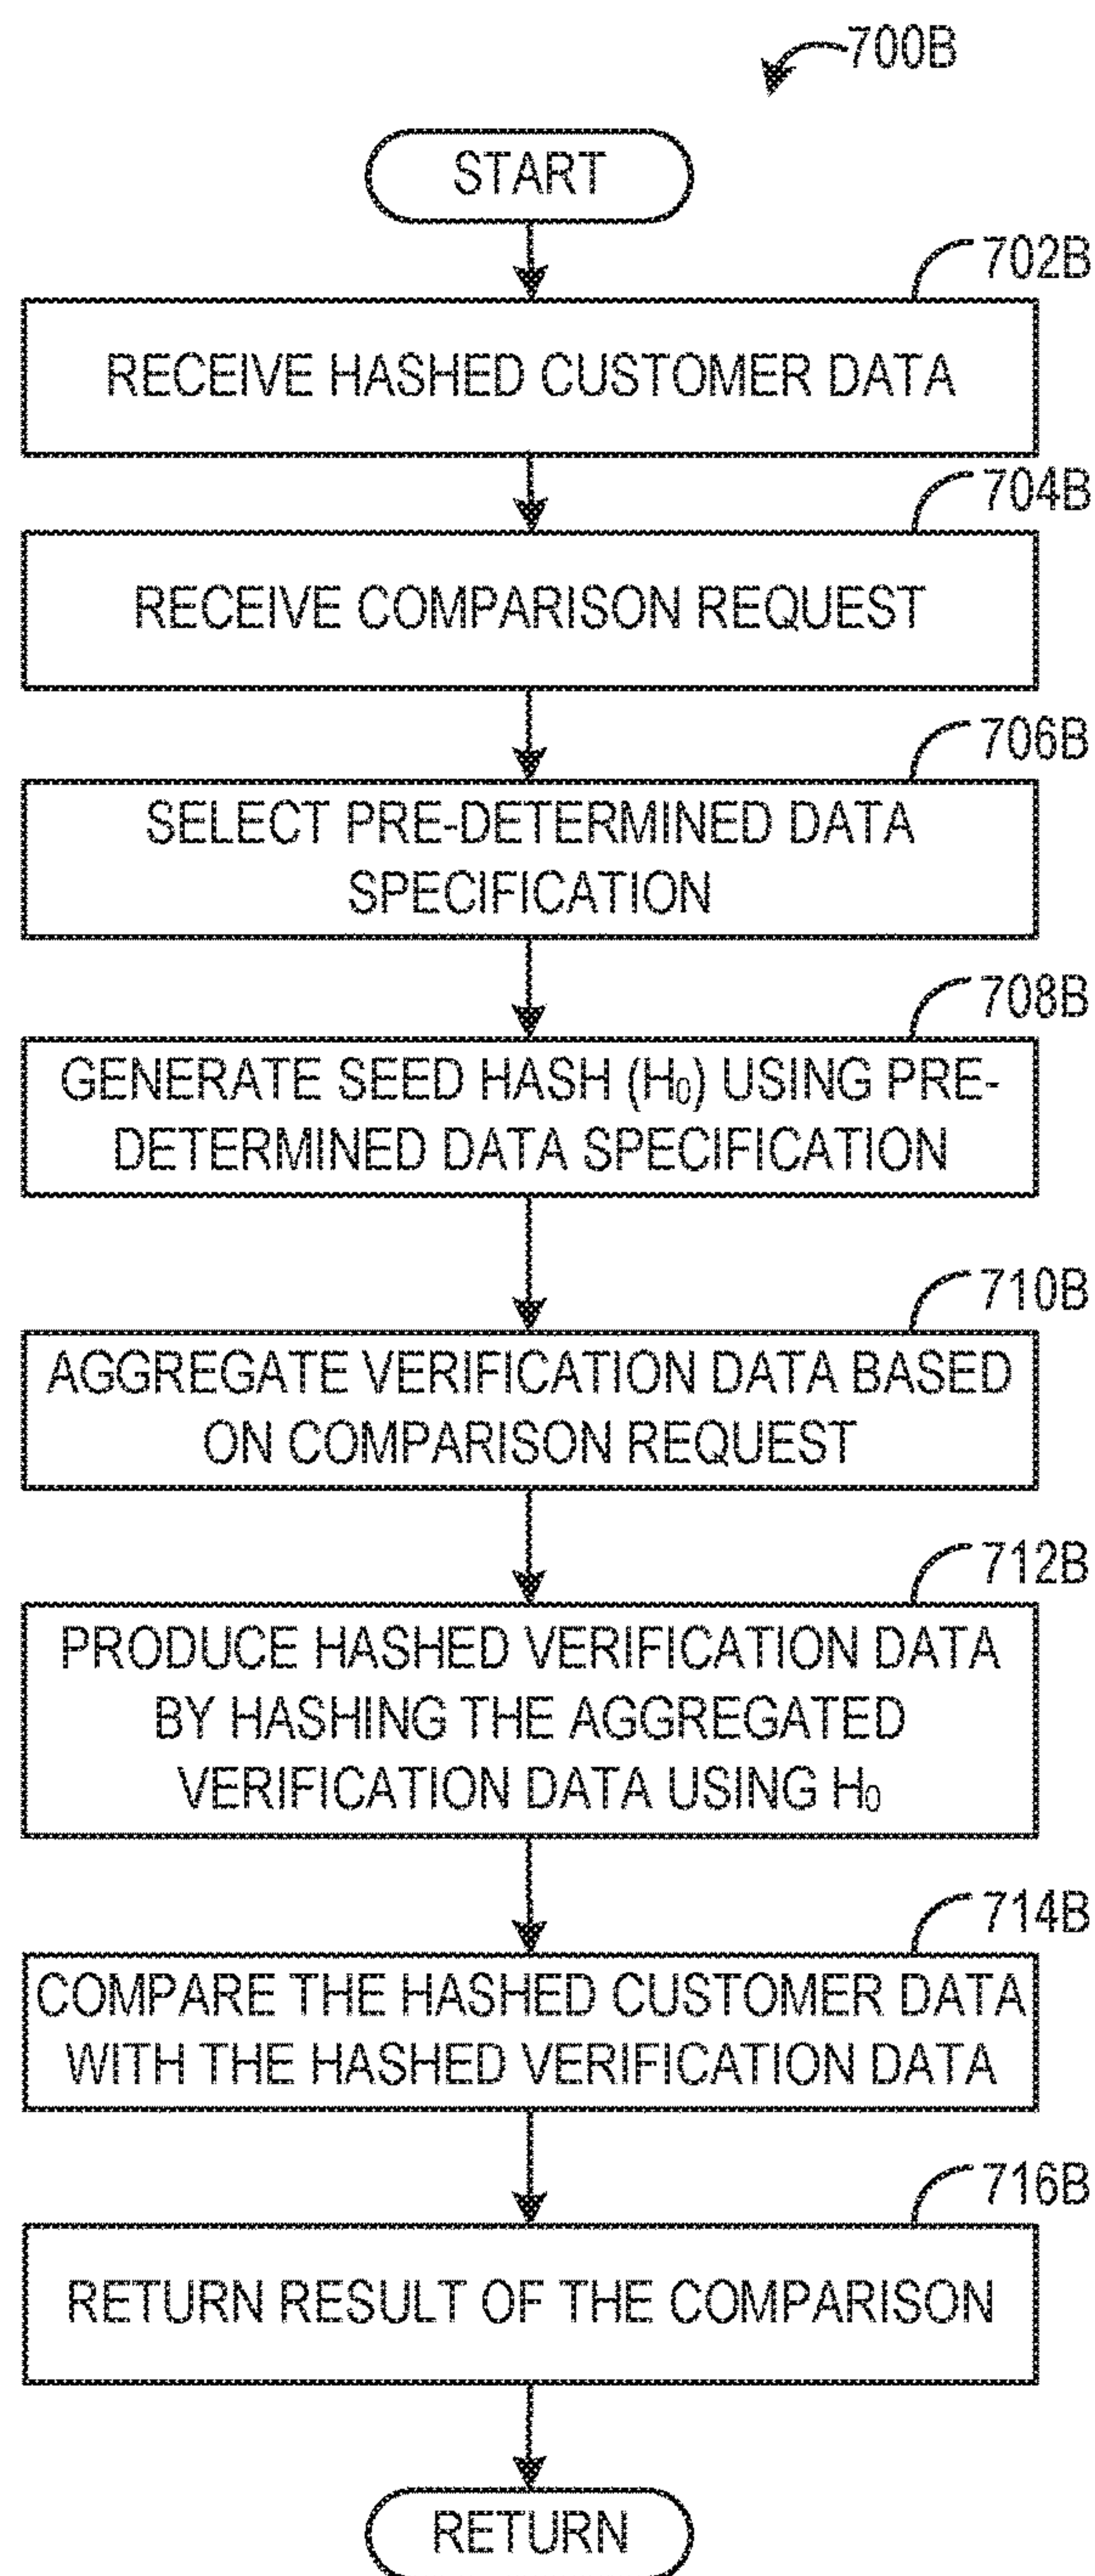 700B
START
702B
RECEIVE HASHED CUSTOMER DATA
704B
RECEIVE COMPARISON REQUEST
706B
SELECT PRE-DETERMINED DATA
SPECIFICATION
708B
GENERATE SEED HASH (H₀) USING PRE-
DETERMINED DATA SPECIFICATION
710B
AGGREGATE VERIFICATION DATA BASED
ON COMPARISON REQUEST
712B
PRODUCE HASHED VERIFICATION DATA
BY HASHING THE AGGREGATED
VERIFICATION DATA USING H₀
714B
COMPARE THE HASHED CUSTOMER DATA
WITH THE HASHED VERIFICATION DATA
716B
RETURN RESULT OF THE COMPARISON
RETURN